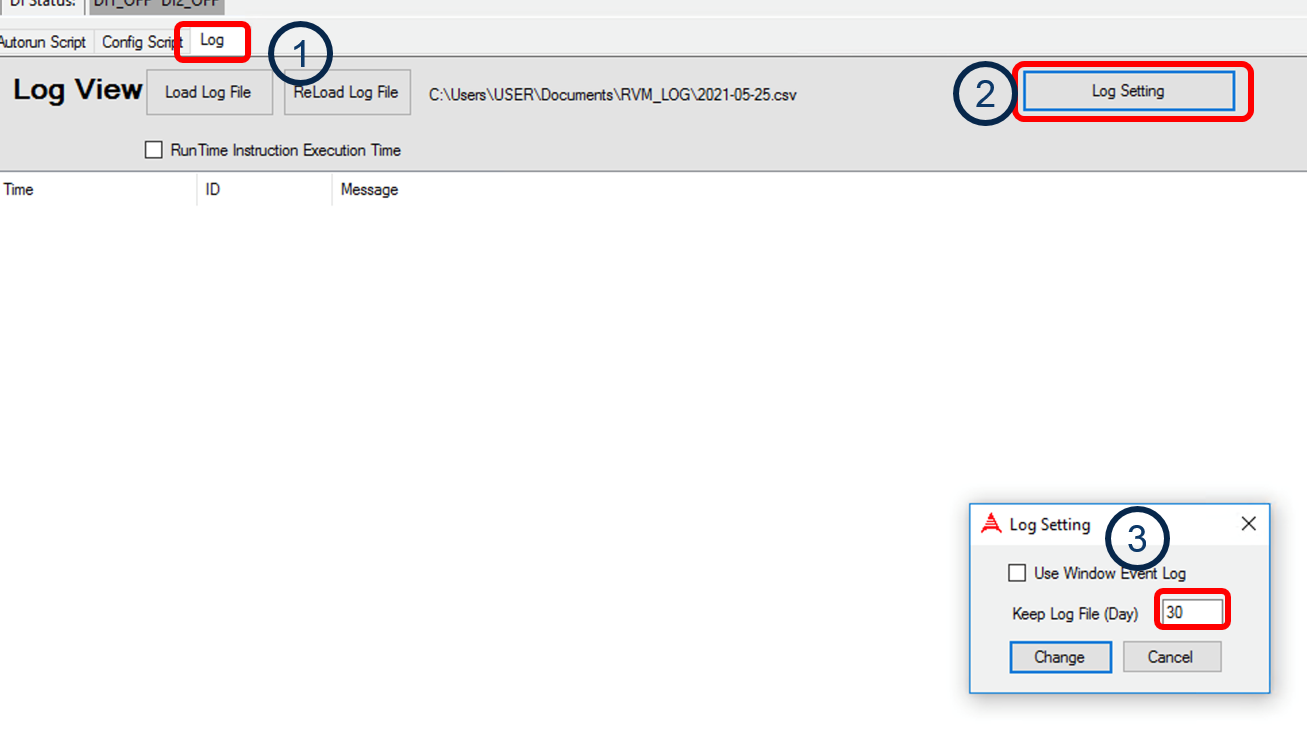 DI Status: DI1_OFF DI2_OFF
Autorun Script Config Script Log
1
Log View Load Log File ReLoad Log File C:\Users\USER\Documents\RVM_LOG\2021-05-25.csv 2 Log Setting
RunTime Instruction Execution Time
Time ID Message
Log Setting 3
Use Window Event Log
Keep Log File (Day) 30
Change Cancel